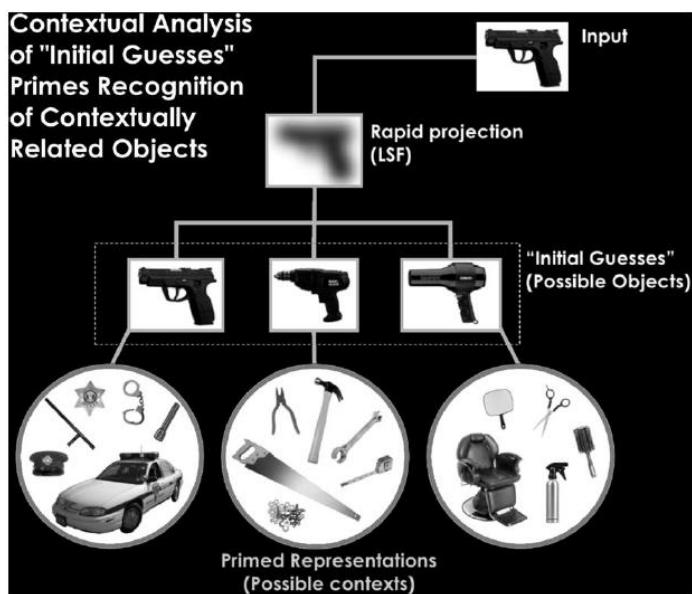 Contextual Analysis
of "Initial Guesses"
Primes Recognition
of Contextually
Related Objects
Input
Rapid projection
(LSF)
"Initial Guesses"
(Possible Objects)
Primed Representations
(Possible contexts)